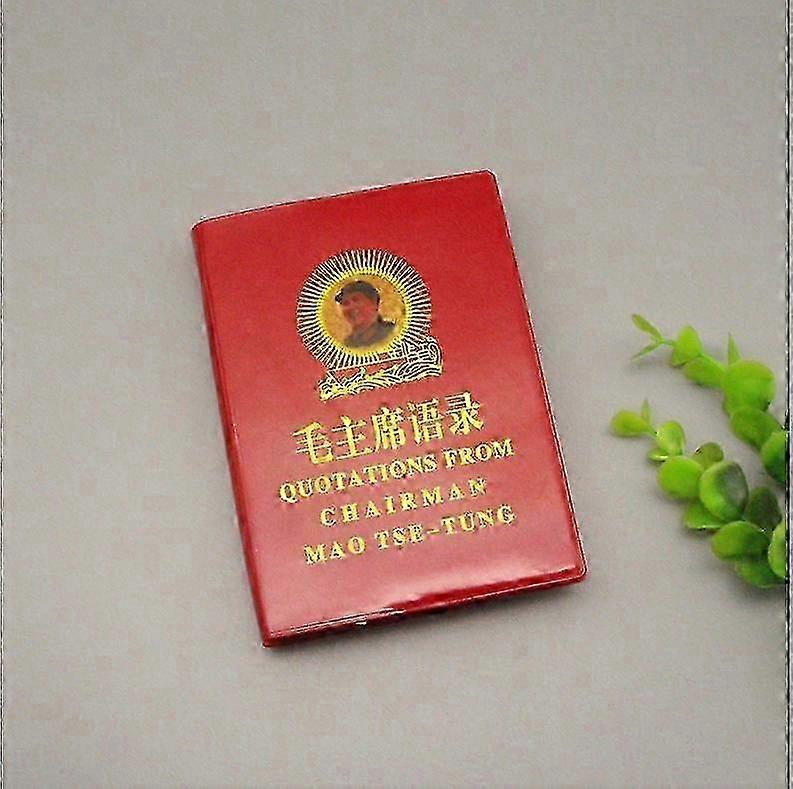 毛主席语录
QUOTATIONS FROM
CHAIRMAN
MAO TSE-TUNG